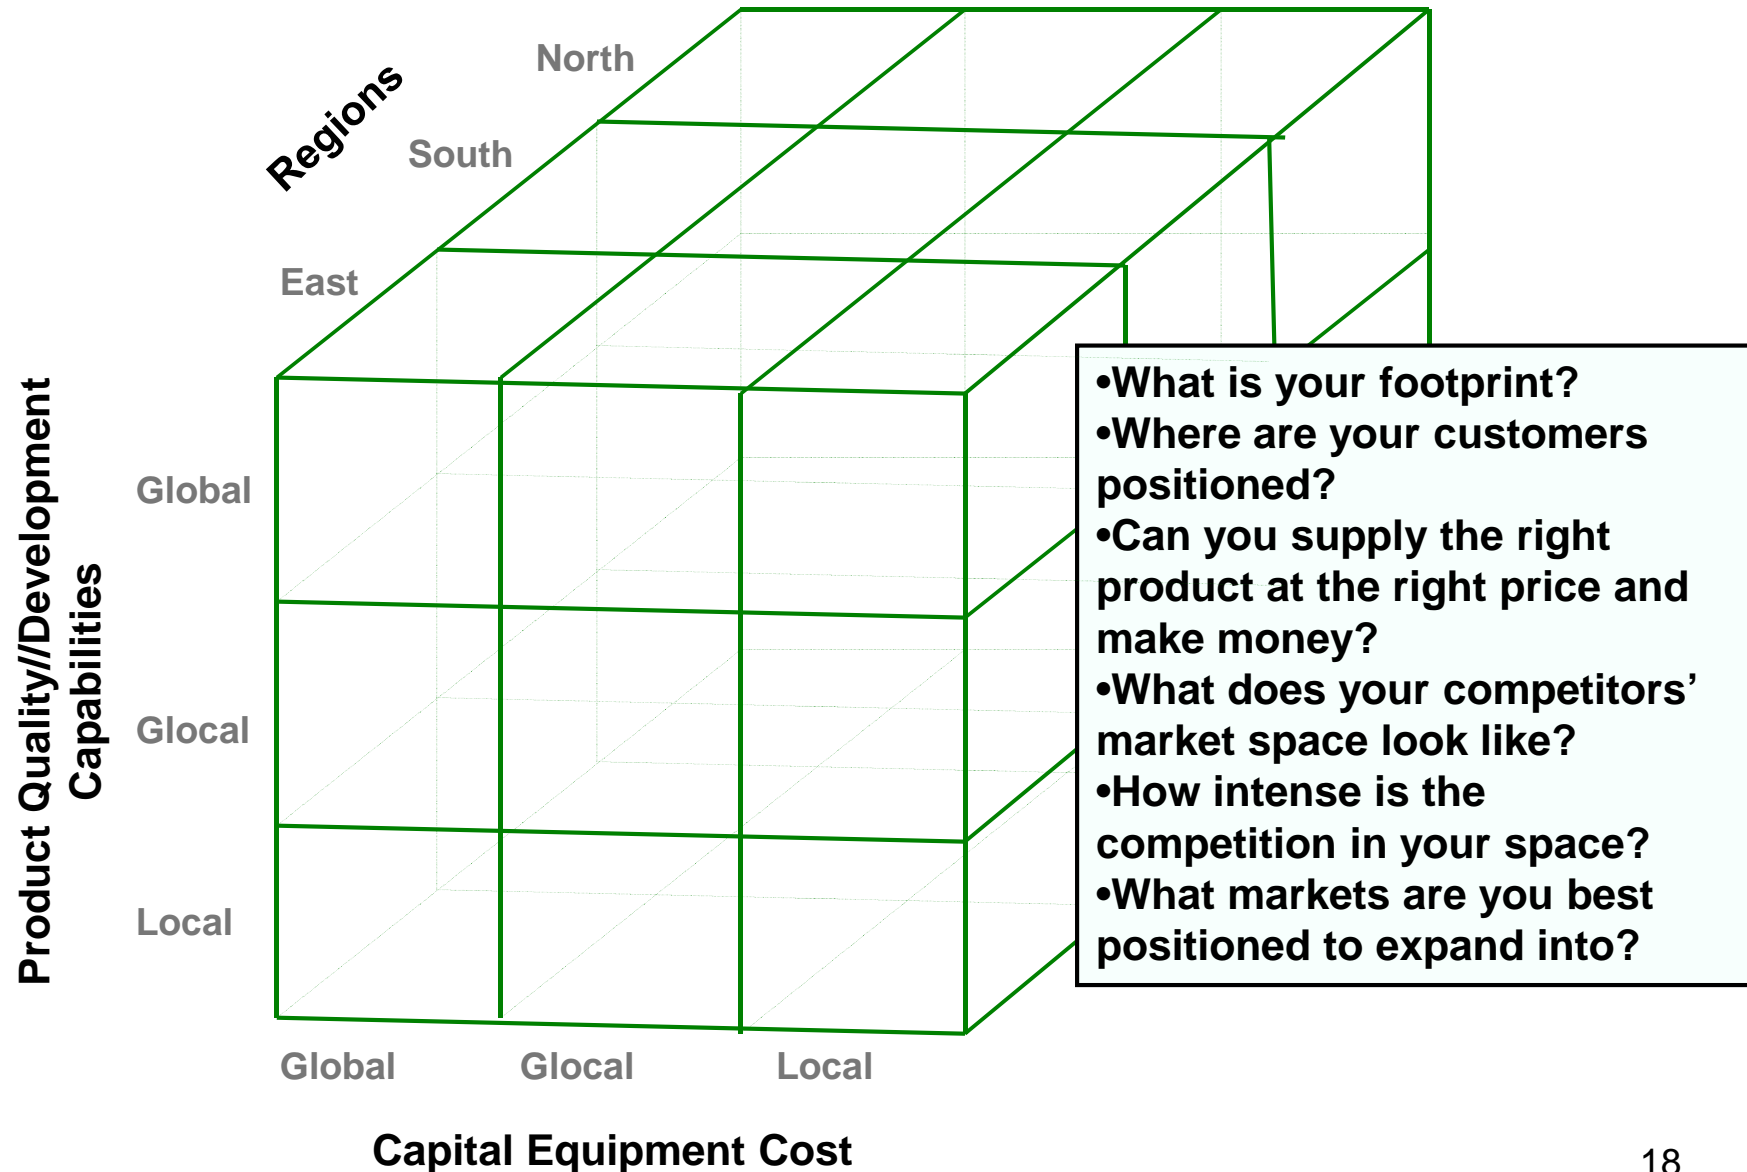 North
Regions
South
East
Product Quality//Development
Capabilities
Global
Glocal
Local
•What is your footprint?
•Where are your customers
positioned?
•Can you supply the right
product at the right price and
make money?
•What does your competitors’
market space look like?
•How intense is the
competition in your space?
•What markets are you best
positioned to expand into?
Global Glocal Local
Capital Equipment Cost
18